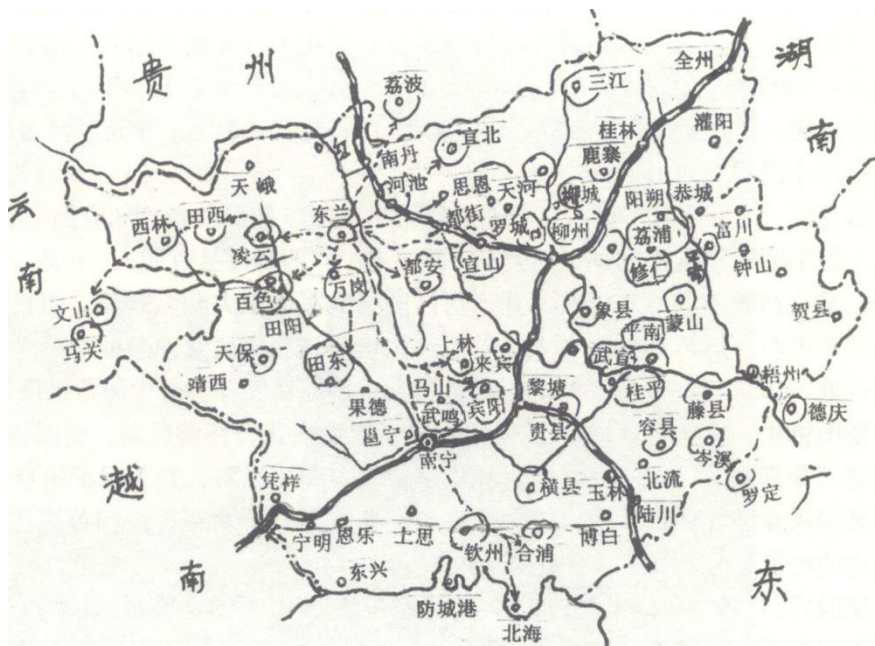 贵州
湖南
云南
越南
广东
全州
三江
荔波
桂林
灌阳
宜北
南丹
鹿寨
天峨
河池
思恩
天河
柳城
阳朔
恭城
田西
西林
东兰
都街
罗城
柳州
荔浦
富川
凌云
都安
宜山
修仁
钟山
文山
百色
万岗
象县
蒙山
贺县
马关
田阳
平南
天保
上林
来宾
武宣
靖西
田东
马山
黎塘
桂平
梧州
果德
武鸣
宾阳
藤县
德庆
邕宁
贵县
容县
南宁
岑溪
凭祥
横县
玉林
北流
罗定
陆川
宁明
恩乐
上思
钦州
合浦
博白
东兴
防城港
北海